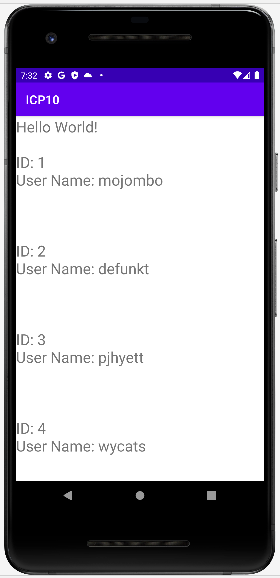 7:32
ICP10
Hello World!
ID: 1
User Name: mojombo
ID: 2
User Name: defunkt
ID: 3
User Name: pjhyett
ID: 4
User Name: wycats